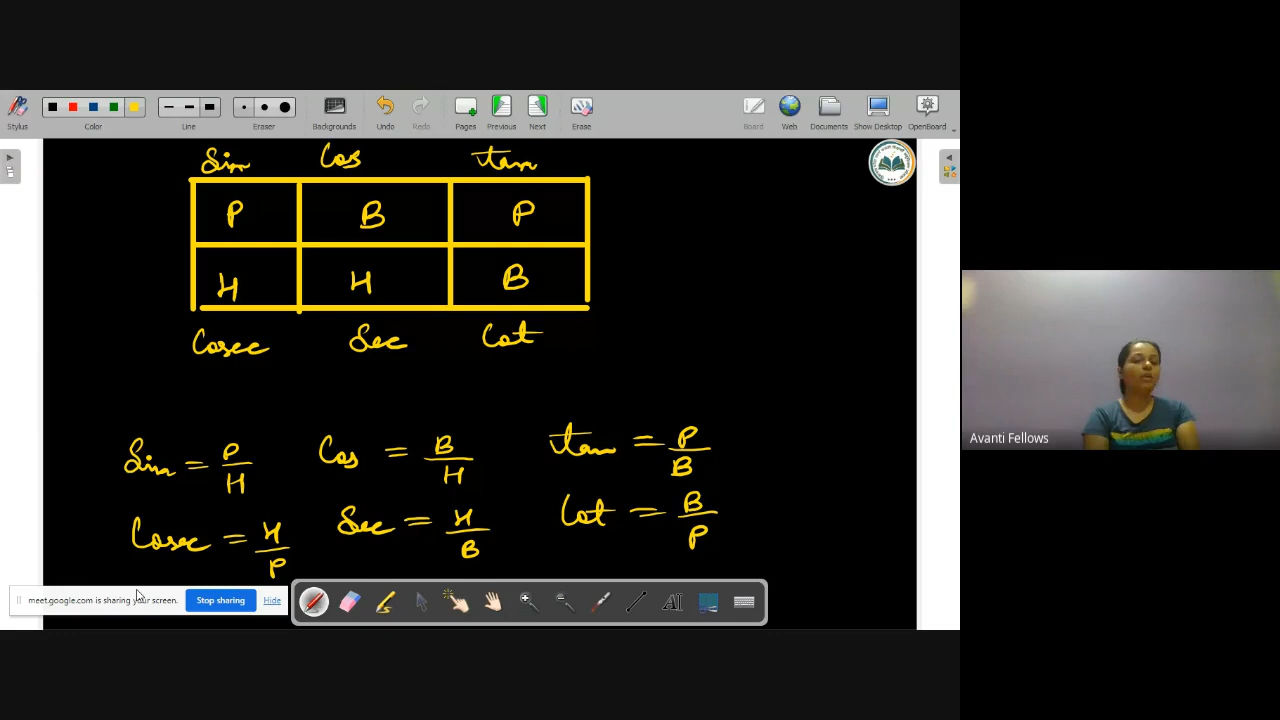 Stylus Color Line Eraser Backgrounds Undo Redo Pages Previous Next Erase Board Web Documents Show Desktop OpenBoard
Sin Cos tan
P B P
H H B
Cosec Sec Cot
Sin = P/H Cos = B/H tan = P/B
Cosec = H/P Sec = H/B Cot = B/P
Avanti Fellows
meet.google.com is sharing your screen. Stop sharing Hide